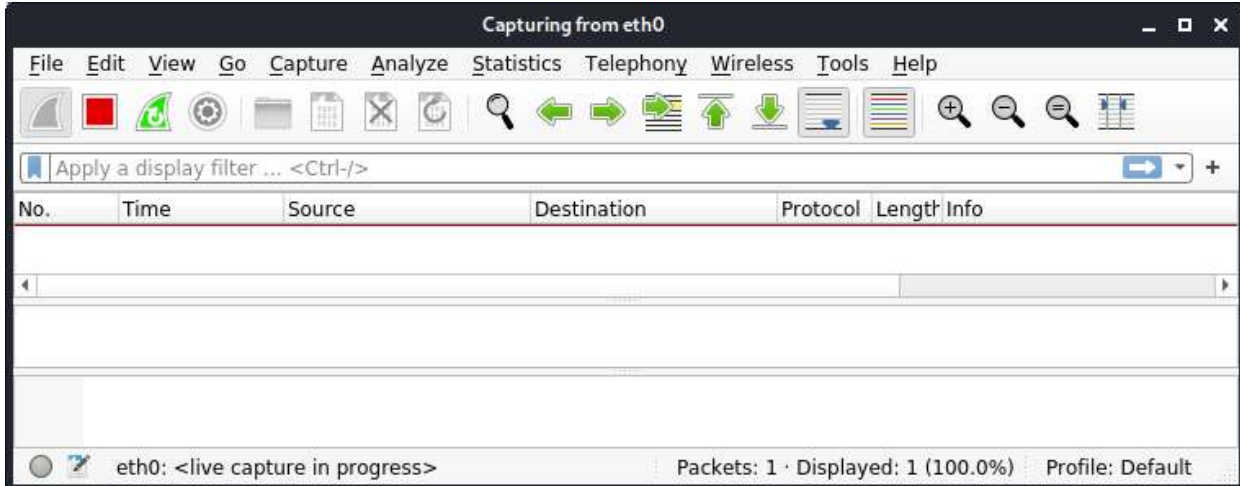 Capturing from eth0
File Edit View Go Capture Analyze Statistics Telephony Wireless Tools Help
Apply a display filter ... <Ctrl-/>
No. Time Source Destination Protocol Length Info
eth0: <live capture in progress> Packets: 1 · Displayed: 1 (100.0%) Profile: Default